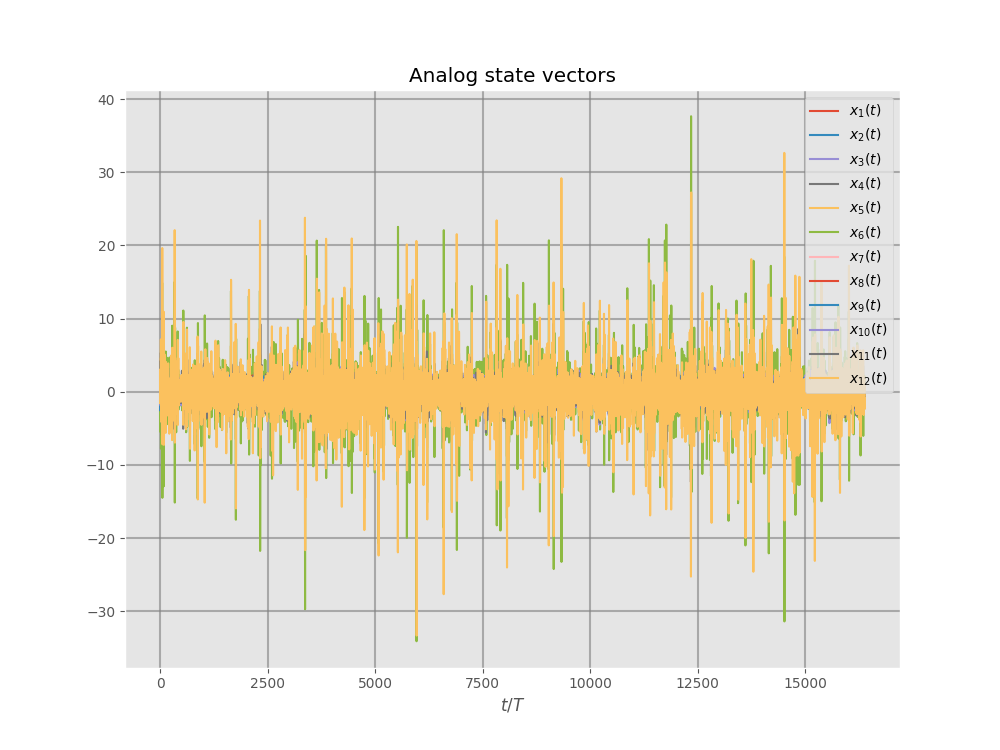 Analog state vectors
40
30
20
10
0
−10
−20
−30
x₁(t)
x₂(t)
x₃(t)
x₄(t)
x₅(t)
x₆(t)
x₇(t)
x₈(t)
x₉(t)
x₁₀(t)
x₁₁(t)
x₁₂(t)
0 2500 5000 7500 10000 12500 15000
t/T